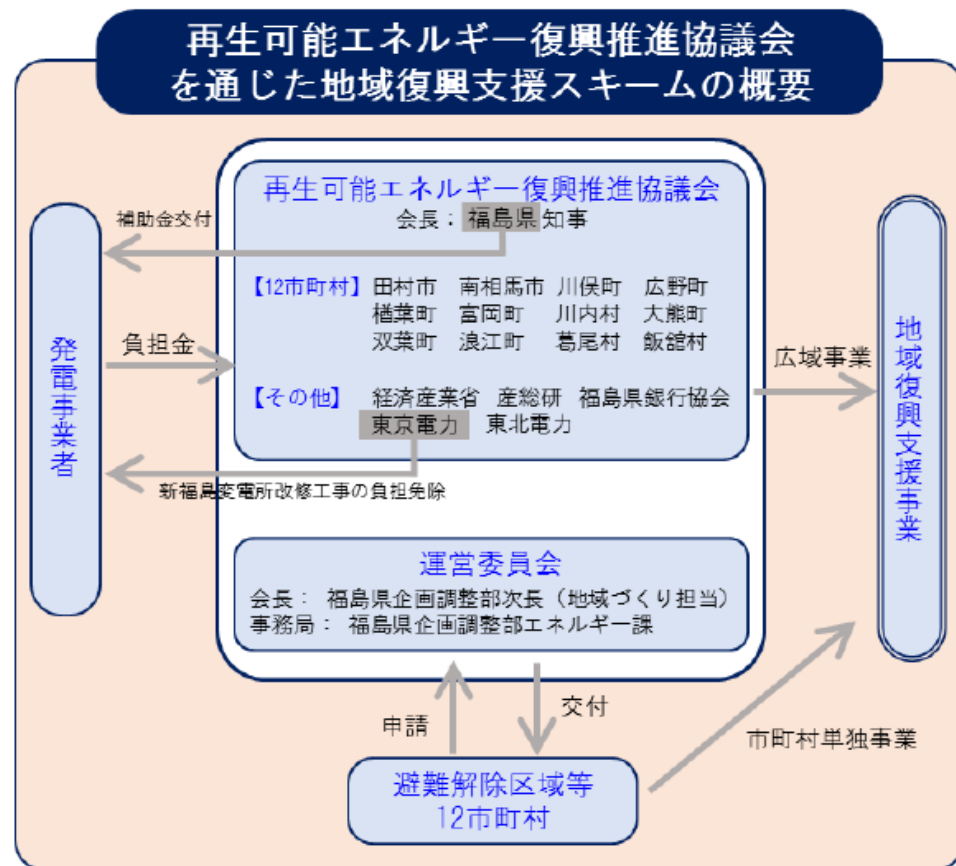 再生可能エネルギー復興推進協議会
を通じた地域復興支援スキームの概要
再生可能エネルギー復興推進協議会
会長：福島県知事
補助金交付
【12市町村】田村市 南相馬市 川俣町 広野町
楢葉町 富岡町 川内村 大熊町
双葉町 浪江町 葛尾村 飯舘村
発電事業者
負担金
【その他】経済産業省 産総研 福島県銀行協会
東京電力 東北電力
新福島変電所改修工事の負担免除
広域事業
地域復興支援事業
運営委員会
会長： 福島県企画調整部次長（地域づくり担当）
事務局： 福島県企画調整部エネルギー課
申請
交付
市町村単独事業
避難解除区域等
12市町村